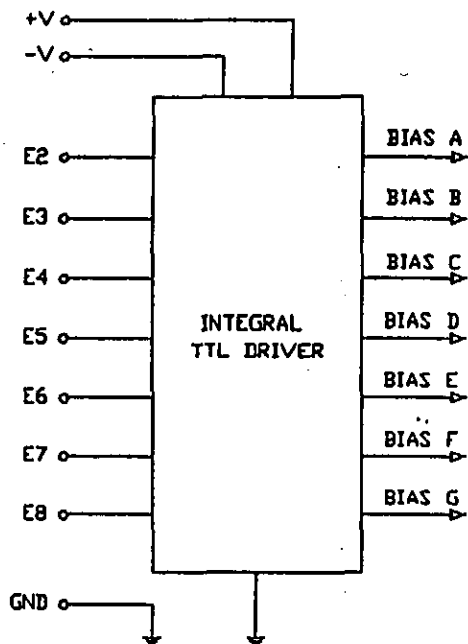 +V
-V
E2
BIAS A
E3
BIAS B
E4
BIAS C
E5
BIAS D
INTEGRAL
TTL DRIVER
E6
BIAS E
E7
BIAS F
E8
BIAS G
GND